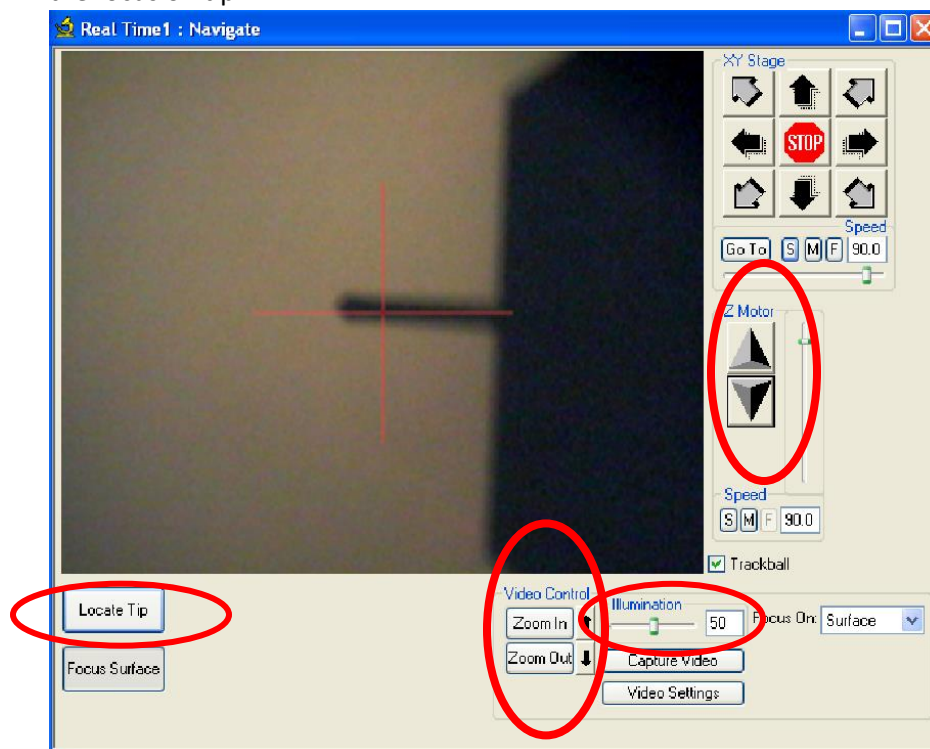 Real Time1 : Navigate
XY Stage
STOP
Speed
Go To S M F 90.0
Z Motor
Speed
S M F 90.0
Trackball
Locate Tip
Focus Surface
Video Control
Zoom In
Zoom Out
Illumination
50
Capture Video
Video Settings
Focus On: Surface